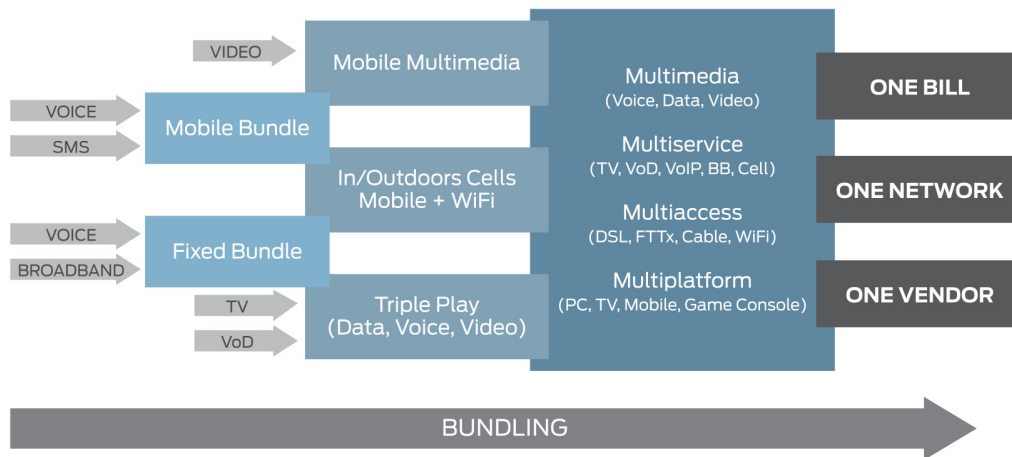 VIDEO
Mobile Multimedia
VOICE
SMS
Mobile Bundle
In/Outdoors Cells
Mobile + WiFi
VOICE
BROADBAND
Fixed Bundle
TV
VoD
Triple Play
(Data, Voice, Video)
Multimedia
(Voice, Data, Video)
Multiservice
(TV, VoD, VoIP, BB, Cell)
Multiaccess
(DSL, FTTx, Cable, WiFi)
Multiplatform
(PC, TV, Mobile, Game Console)
ONE BILL
ONE NETWORK
ONE VENDOR
BUNDLING